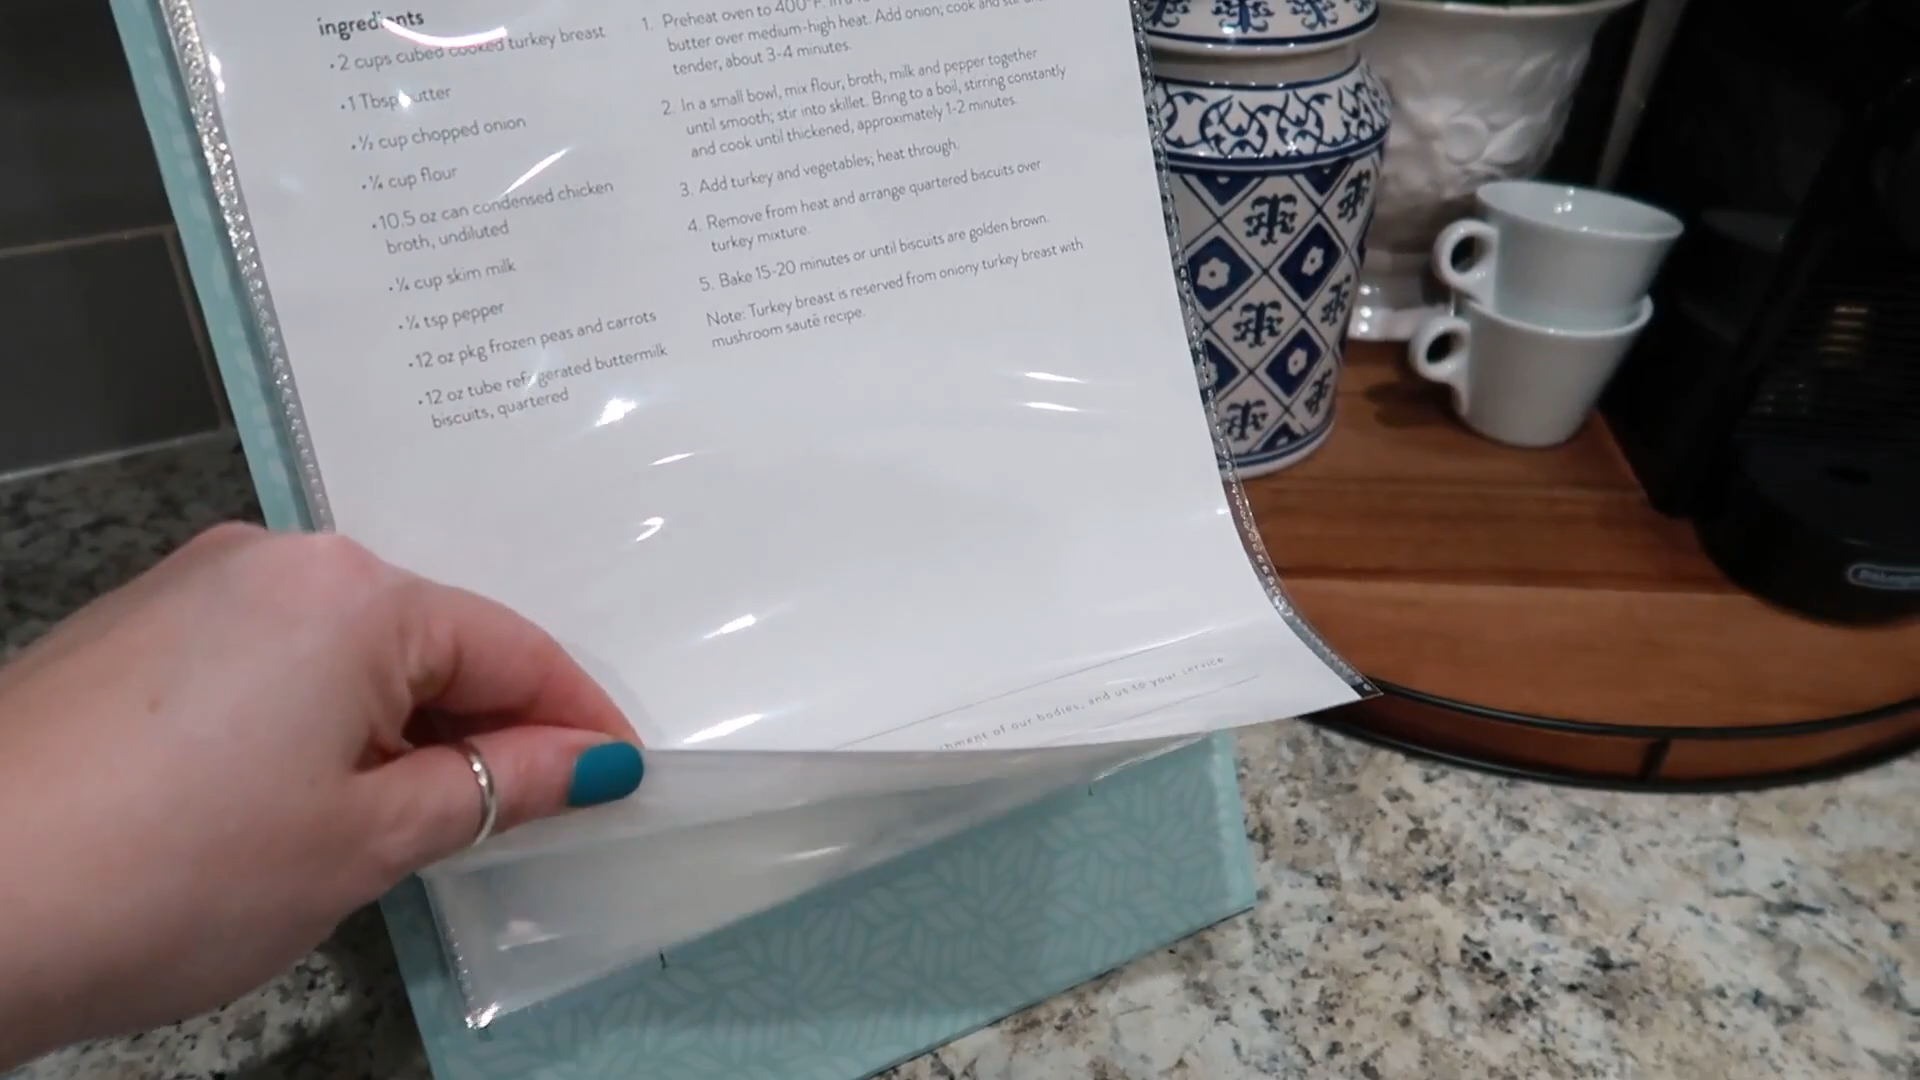 ingredients
• 2 cups cubed cooked turkey breast
• 1 Tbsp butter
• ½ cup chopped onion
• ¼ cup flour
• 10.5 oz can condensed chicken
broth, undiluted
• ¼ cup skim milk
• ¼ tsp pepper
• 12 oz pkg frozen peas and carrots
• 12 oz tube refrigerated buttermilk
biscuits, quartered
1. Preheat oven to 400°F. In a
butter over medium-high heat. Add onion; cook and stir
tender, about 3-4 minutes.
2. In a small bowl, mix flour, broth, milk and pepper together
until smooth; stir into skillet. Bring to a boil, stirring constantly
and cook until thickened, approximately 1-2 minutes.
3. Add turkey and vegetables; heat through.
4. Remove from heat and arrange quartered biscuits over
turkey mixture.
5. Bake 15-20 minutes or until biscuits are golden brown.
Note: Turkey breast is reserved from oniony turkey breast with
mushroom sauté recipe.
of our bodies, and us to your service